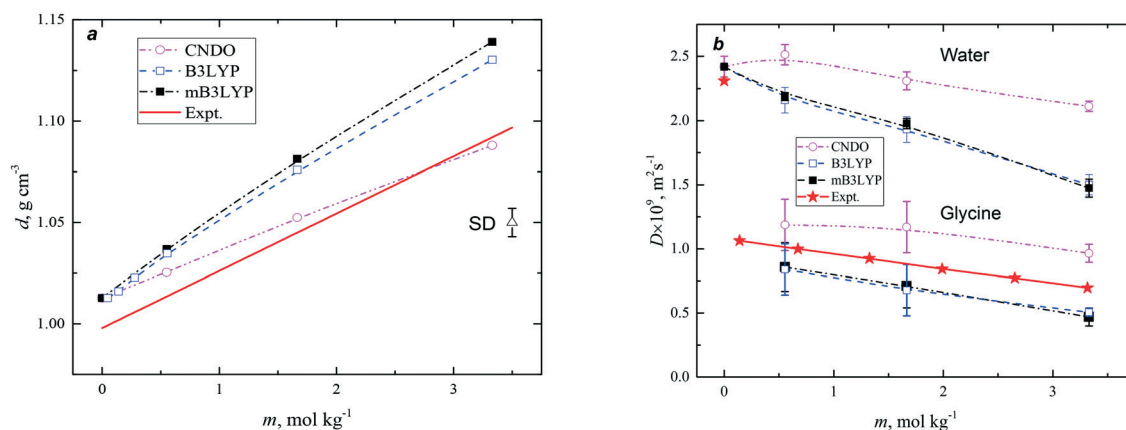 a
CNDO
B3LYP
mB3LYP
Expt.
SD
1.15
1.10
1.05
1.00
d, g cm-3
0
1
2
3
m, mol kg-1
b
Water
CNDO
B3LYP
mB3LYP
Expt.
Glycine
2.5
2.0
1.5
1.0
0.5
0.0
D×10⁹, m²s-1
0
1
2
3
m, mol kg-1